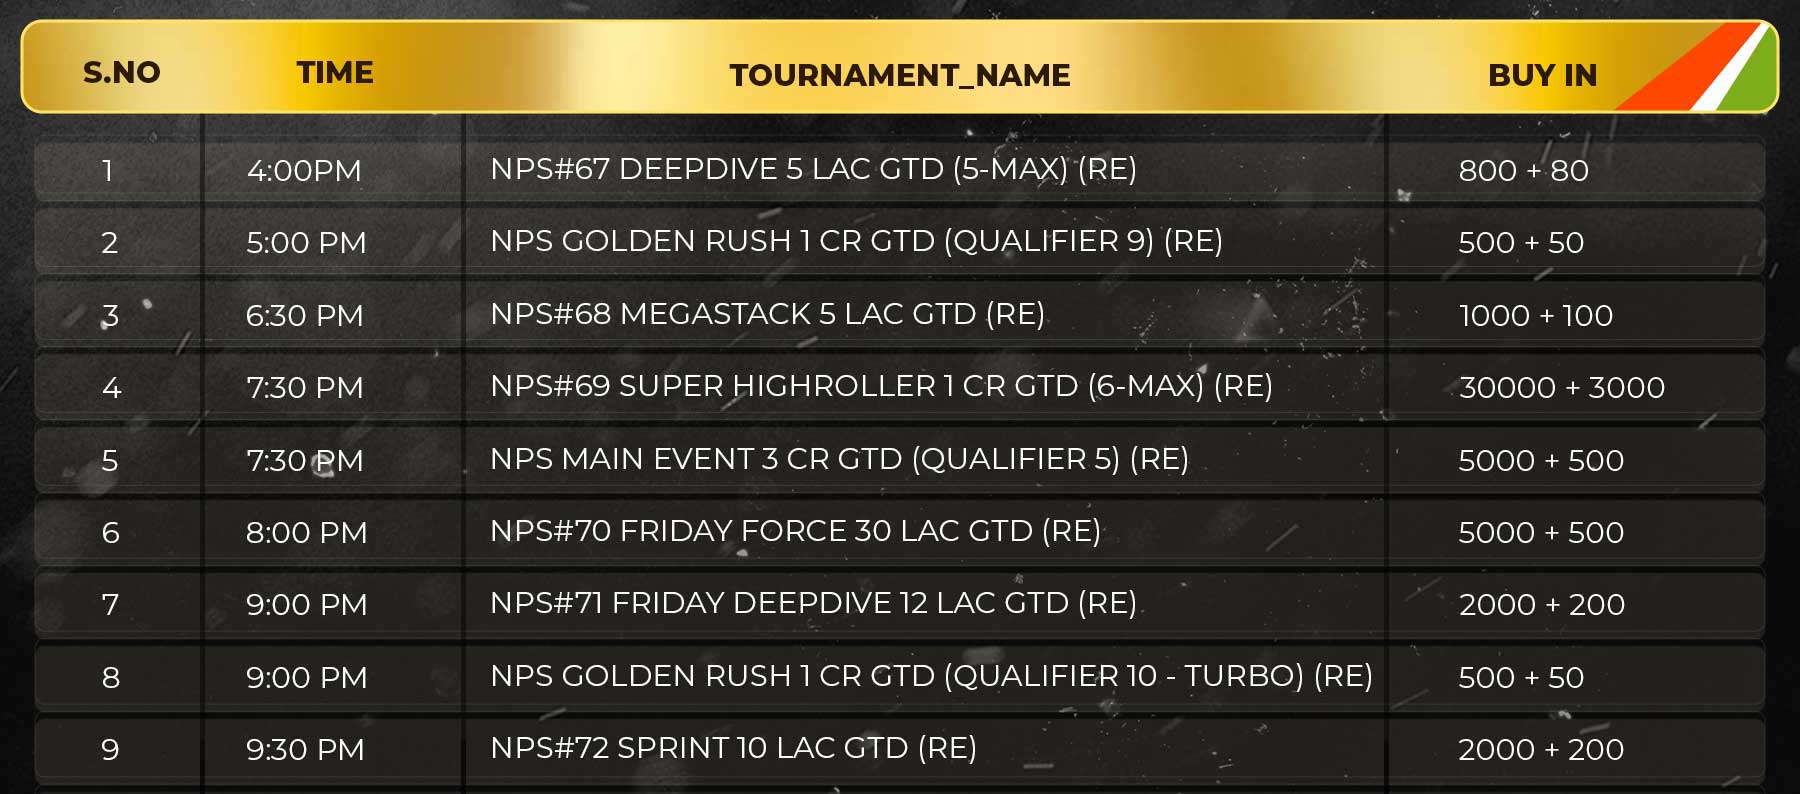 S.NO TIME TOURNAMENT_NAME BUY IN
1 4:00PM NPS#67 DEEPDIVE 5 LAC GTD (5-MAX) (RE) 800 + 80
2 5:00 PM NPS GOLDEN RUSH 1 CR GTD (QUALIFIER 9) (RE) 500 + 50
3 6:30 PM NPS#68 MEGASTACK 5 LAC GTD (RE) 1000 + 100
4 7:30 PM NPS#69 SUPER HIGHROLLER 1 CR GTD (6-MAX) (RE) 30000 + 3000
5 7:30 PM NPS MAIN EVENT 3 CR GTD (QUALIFIER 5) (RE) 5000 + 500
6 8:00 PM NPS#70 FRIDAY FORCE 30 LAC GTD (RE) 5000 + 500
7 9:00 PM NPS#71 FRIDAY DEEPDIVE 12 LAC GTD (RE) 2000 + 200
8 9:00 PM NPS GOLDEN RUSH 1 CR GTD (QUALIFIER 10 - TURBO) (RE) 500 + 50
9 9:30 PM NPS#72 SPRINT 10 LAC GTD (RE) 2000 + 200